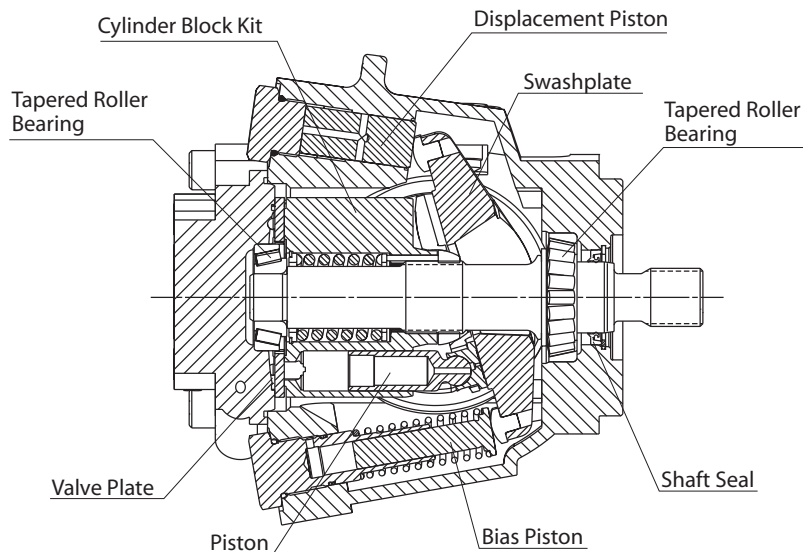 Displacement Piston
Cylinder Block Kit
Swashplate
Tapered Roller
Bearing
Tapered Roller
Bearing
Valve Plate
Shaft Seal
Piston
Bias Piston